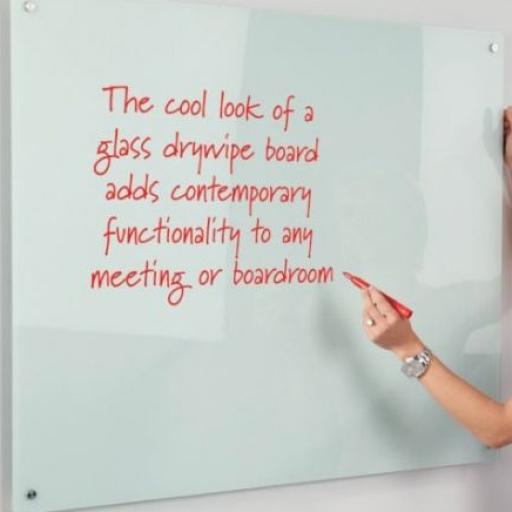 The cool look of a
glass drywipe board
adds contemporary
functionality to any
meeting or boardroom